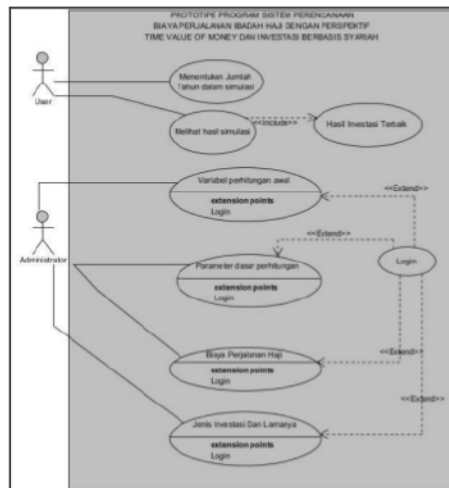 PROTOTIPE PROGRAM SISTEM PERENCANAAN
BIAYA PERJALANAN IBADAH HAJI DENGAN PERSPEKTIF
TIME VALUE OF MONEY DAN INVESTASI BERBASIS SYARIAH
User
Menentukan Jumlah
Tahun dalam simulasi
Melihat hasil simulasi
<<Include>>
Hasil Investasi Terbaik
Variabel perhitungan awal
extension points
Login
<<Extend>>
Administrator
<<Extend>>
Parameter dasar perhitungan
extension points
Login
Login
Biaya Perjalanan Haji
extension points
Login
<<Extend>>
<<Extend>>
Jenis Investasi Dan Lamanya
extension points
Login